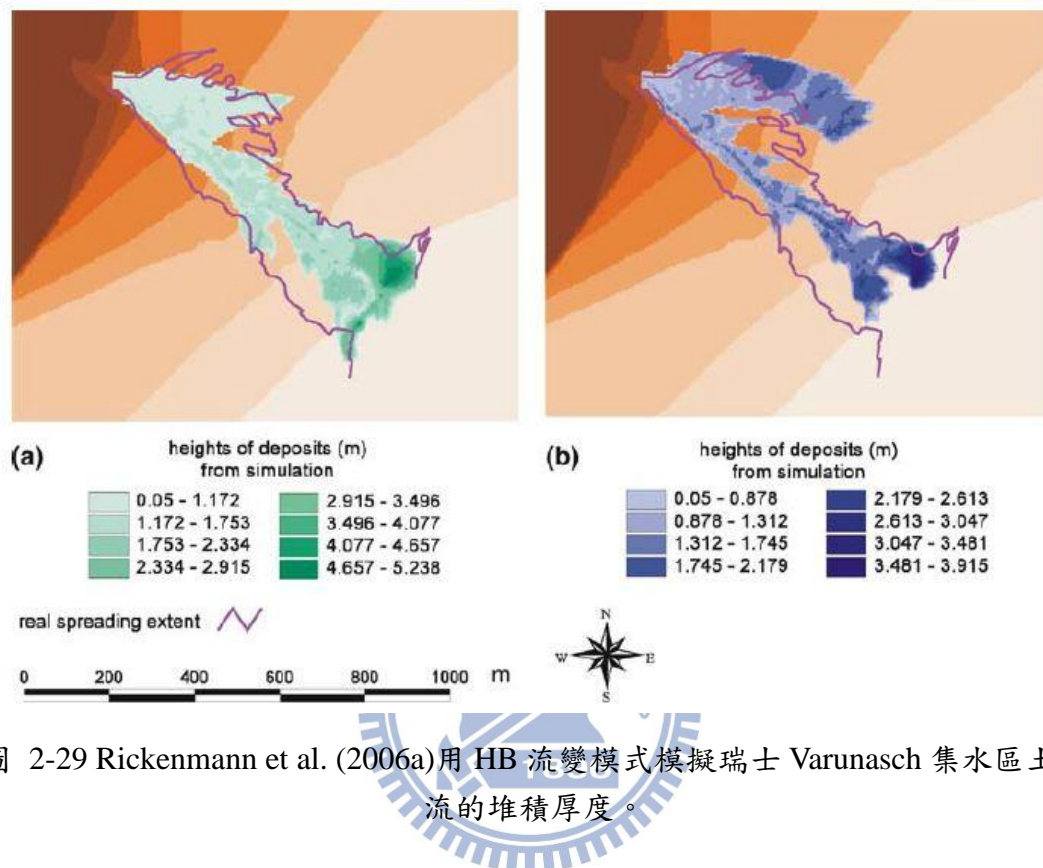 (a)
heights of deposits (m)
from simulation
0.05 - 1.172
1.172 - 1.753
1.753 - 2.334
2.334 - 2.915
2.915 - 3.496
3.496 - 4.077
4.077 - 4.657
4.657 - 5.238
(b)
heights of deposits (m)
from simulation
0.05 - 0.878
0.878 - 1.312
1.312 - 1.745
1.745 - 2.179
2.179 - 2.613
2.613 - 3.047
3.047 - 3.481
3.481 - 3.915
real spreading extent
N
W E
S
0 200 400 600 800 1000 m
圖 2-29 Rickenmann et al. (2006a)用 HB 流變模式模擬瑞士 Varunasch 集水區土
流的堆積厚度。